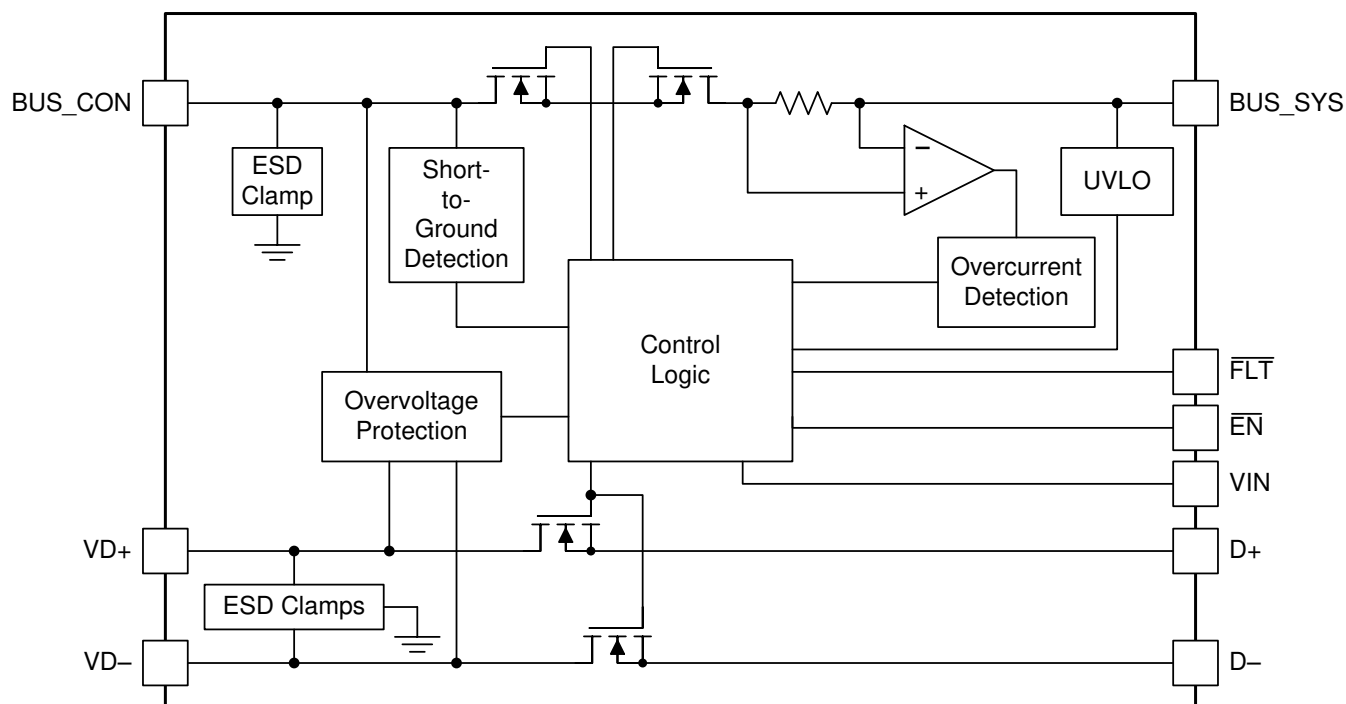 BUS_CON
BUS_SYS
ESD
Clamp
Short-
to-
Ground
Detection
−
+
UVLO
Overcurrent
Detection
Control
Logic
Overvoltage
Protection
FLT
EN
VIN
VD+
D+
ESD Clamps
VD–
D–